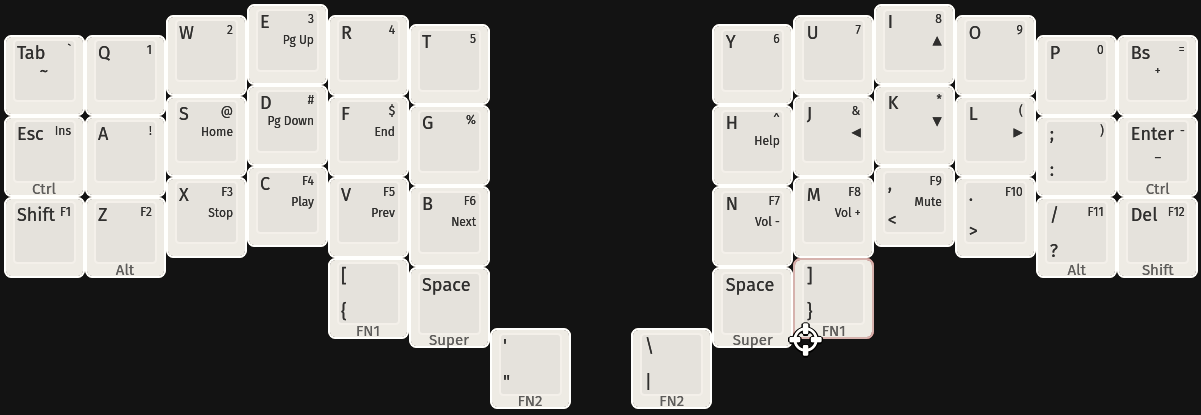 Tab `
~
Q 1
W 2
E 3
Pg Up
R 4
T 5
Y 6
U 7
I 8
▲
O 9
P 0
Bs =
+
Esc Ins
Ctrl
A !
S @
Home
D #
Pg Down
F $
End
G %
H ^
Help
J &
◀
K *
▼
L (
▶
; )
:
Enter -
_
Ctrl
Shift F1
Z F2
Alt
X F3
Stop
C F4
Play
V F5
Prev
B F6
Next
N F7
Vol -
M F8
Vol +
, F9
Mute
<
. F10
>
/ F11
?
Alt
Del F12
Shift
[
{
FN1
Space
Super
Space
Super
]
}
FN1
'
"
FN2
\
|
FN2